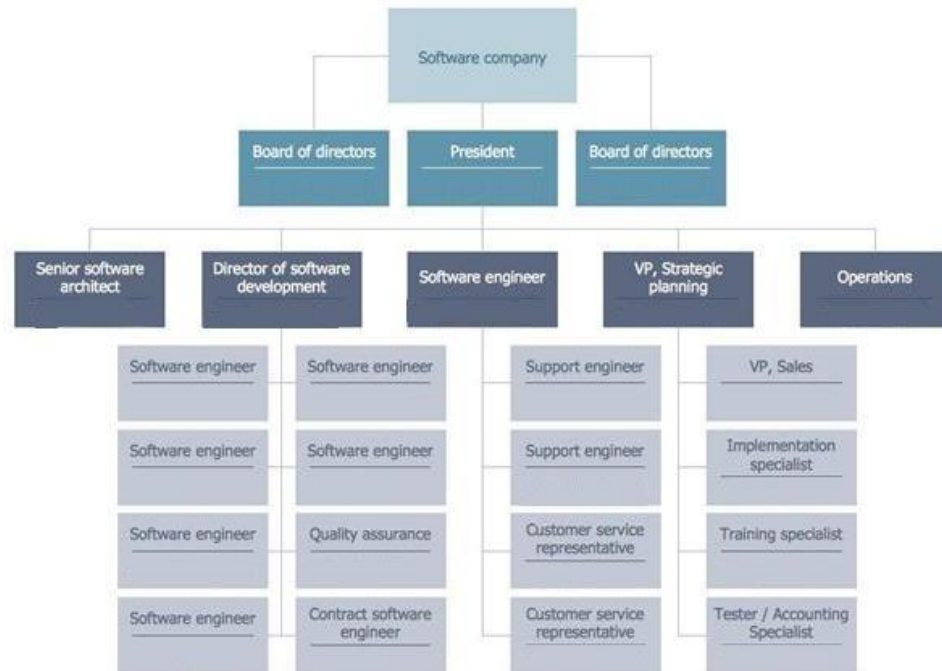 Software company
Board of directors
President
Board of directors
Senior software
architect
Director of software
development
Software engineer
VP, Strategic
planning
Operations
Software engineer
Software engineer
Support engineer
VP, Sales
Software engineer
Software engineer
Support engineer
Implementation
specialist
Software engineer
Quality assurance
Customer service
representative
Training specialist
Software engineer
Contract software
engineer
Customer service
representative
Tester / Accounting
Specialist